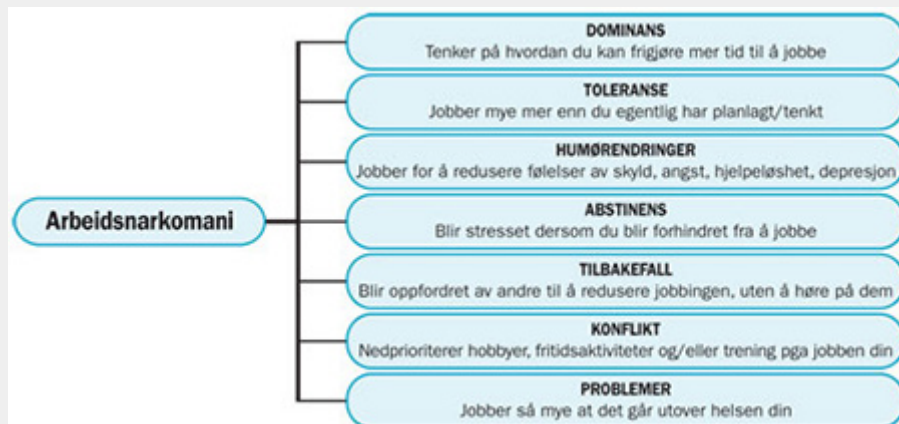 Arbeidsnarkomani
DOMINANS
Tenker på hvordan du kan frigjøre mer tid til å jobbe
TOLERANSE
Jobber mye mer enn du egentlig har planlagt/tenkt
HUMØRENDRINGER
Jobber for å redusere følelser av skyld, angst, hjelpeløshet, depresjon
ABSTINENS
Blir stresset dersom du blir forhindret fra å jobbe
TILBAKEFALL
Blir oppfordret av andre til å redusere jobbingen, uten å høre på dem
KONFLIKT
Nedprioriterer hobbyer, fritidsaktiviteter og/eller trening pga jobben din
PROBLEMER
Jobber så mye at det går utover helsen din